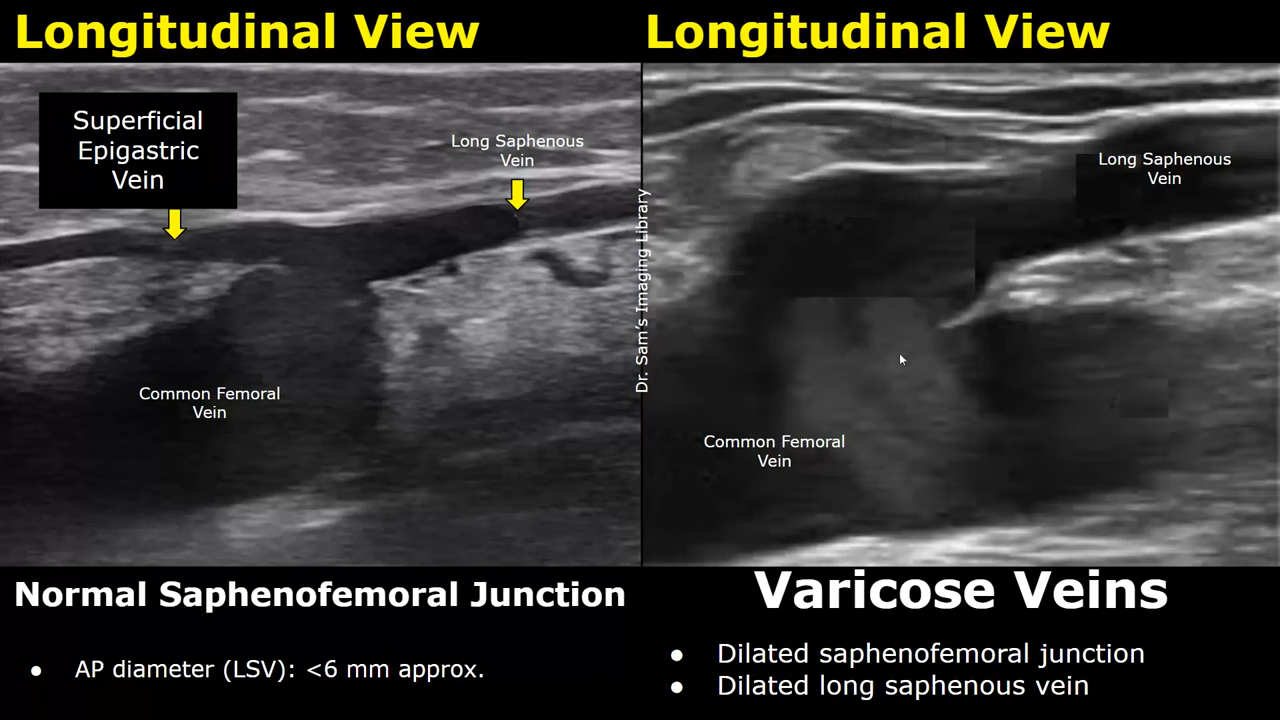 Longitudinal View
Superficial
Epigastric
Vein
Long Saphenous
Vein
Common Femoral
Vein
Normal Saphenofemoral Junction
● AP diameter (LSV): <6 mm approx.
Dr. Sam's Imaging Library
Longitudinal View
Long Saphenous
Vein
Common Femoral
Vein
Varicose Veins
● Dilated saphenofemoral junction
● Dilated long saphenous vein